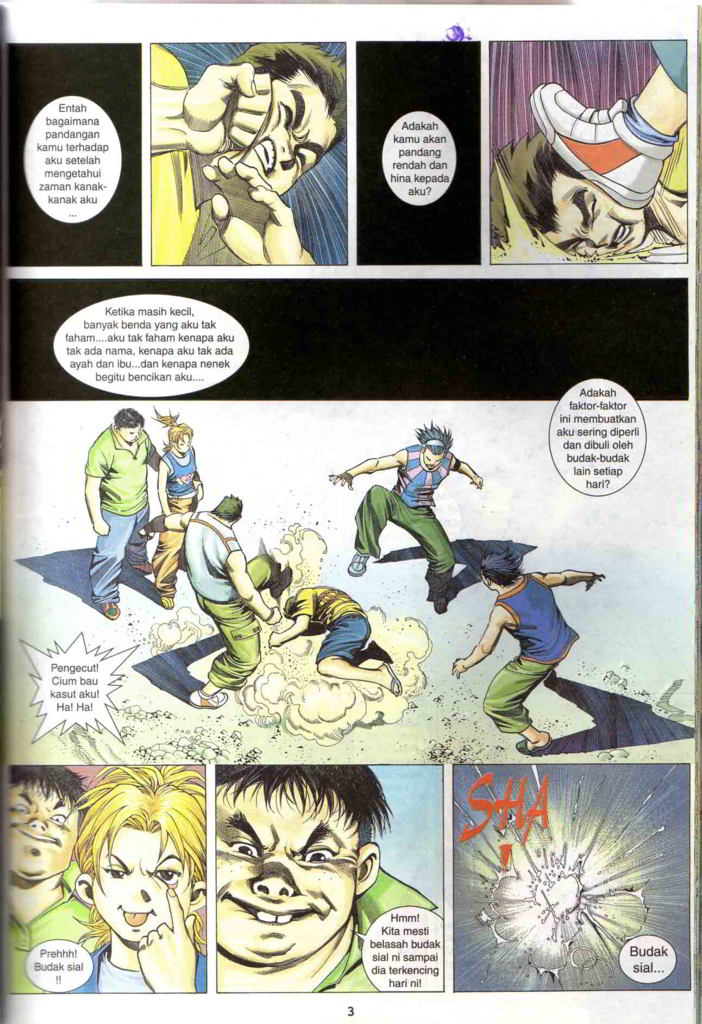 Entah
bagaimana
pandangan
kamu terhadap
aku setelah
mengetahui
zaman kanak-
kanak aku
...
Adakah
kamu akan
pandang
rendah dan
hina kepada
aku?
Ketika masih kecil,
banyak benda yang aku tak
faham....aku tak faham kenapa aku
tak ada nama, kenapa aku tak ada
ayah dan ibu...dan kenapa nenek
begitu bencikan aku....
Adakah
faktor-faktor
ini membuatkan
aku sering diperli
dan dibuli oleh
budak-budak
lain setiap
hari?
Pengecut!
Cium bau
kasut aku!
Ha! Ha!
Prehhh!
Budak sial
!!
Hmm!
Kita mesti
belasah budak
sial ni sampai
dia terkencing
hari ni!
SHA
!
Budak
sial...
3